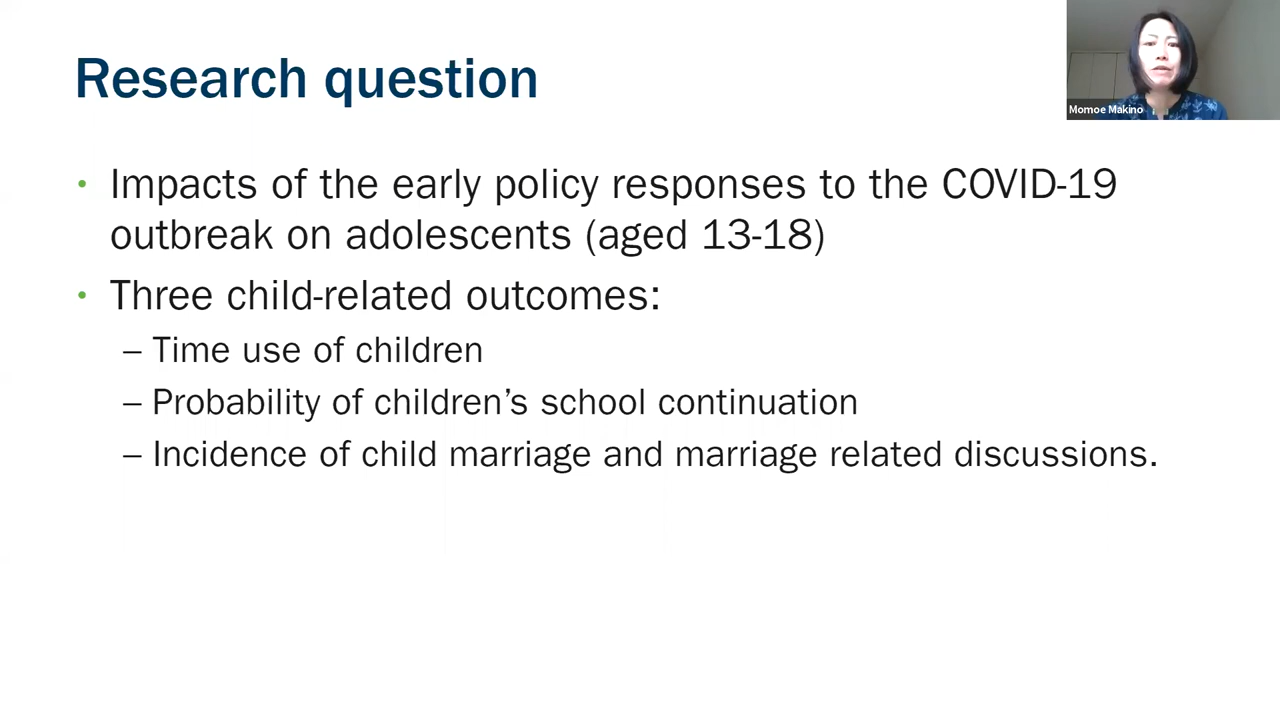 Research question
Momoe Makino
• Impacts of the early policy responses to the COVID-19
outbreak on adolescents (aged 13-18)
• Three child-related outcomes:
– Time use of children
– Probability of children’s school continuation
– Incidence of child marriage and marriage related discussions.